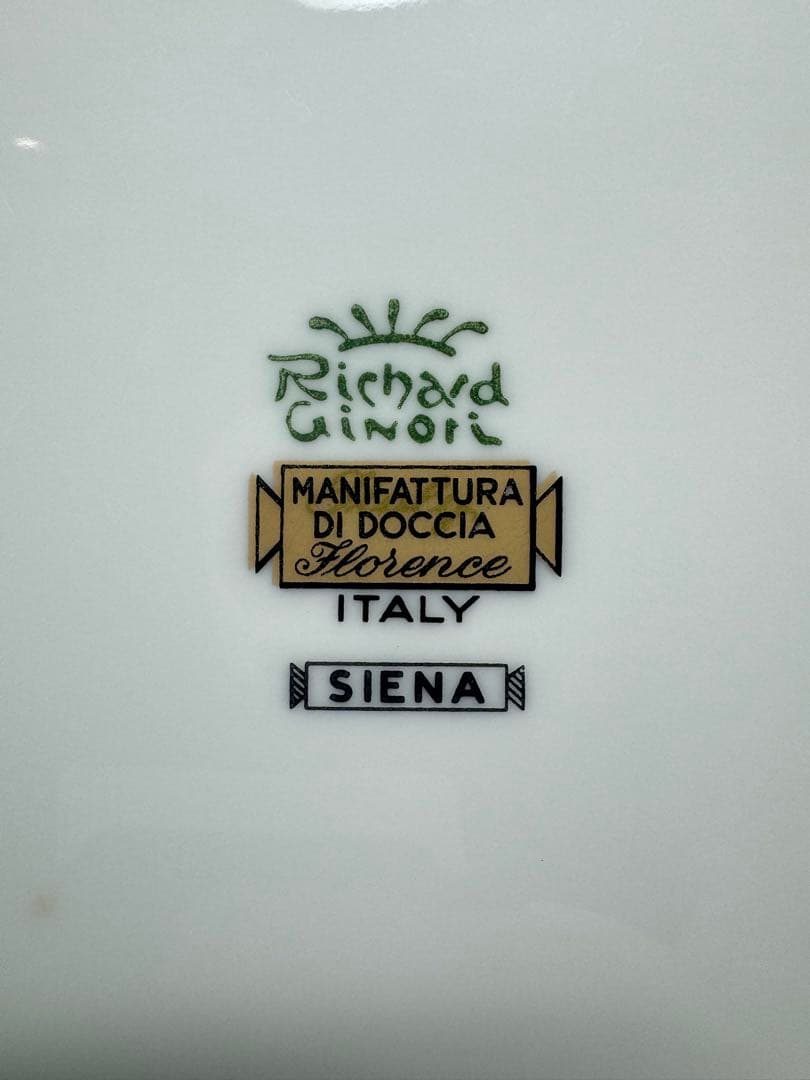 Richard
Ginori
MANIFATTURA
DI DOCCIA
Florence
ITALY
SIENA